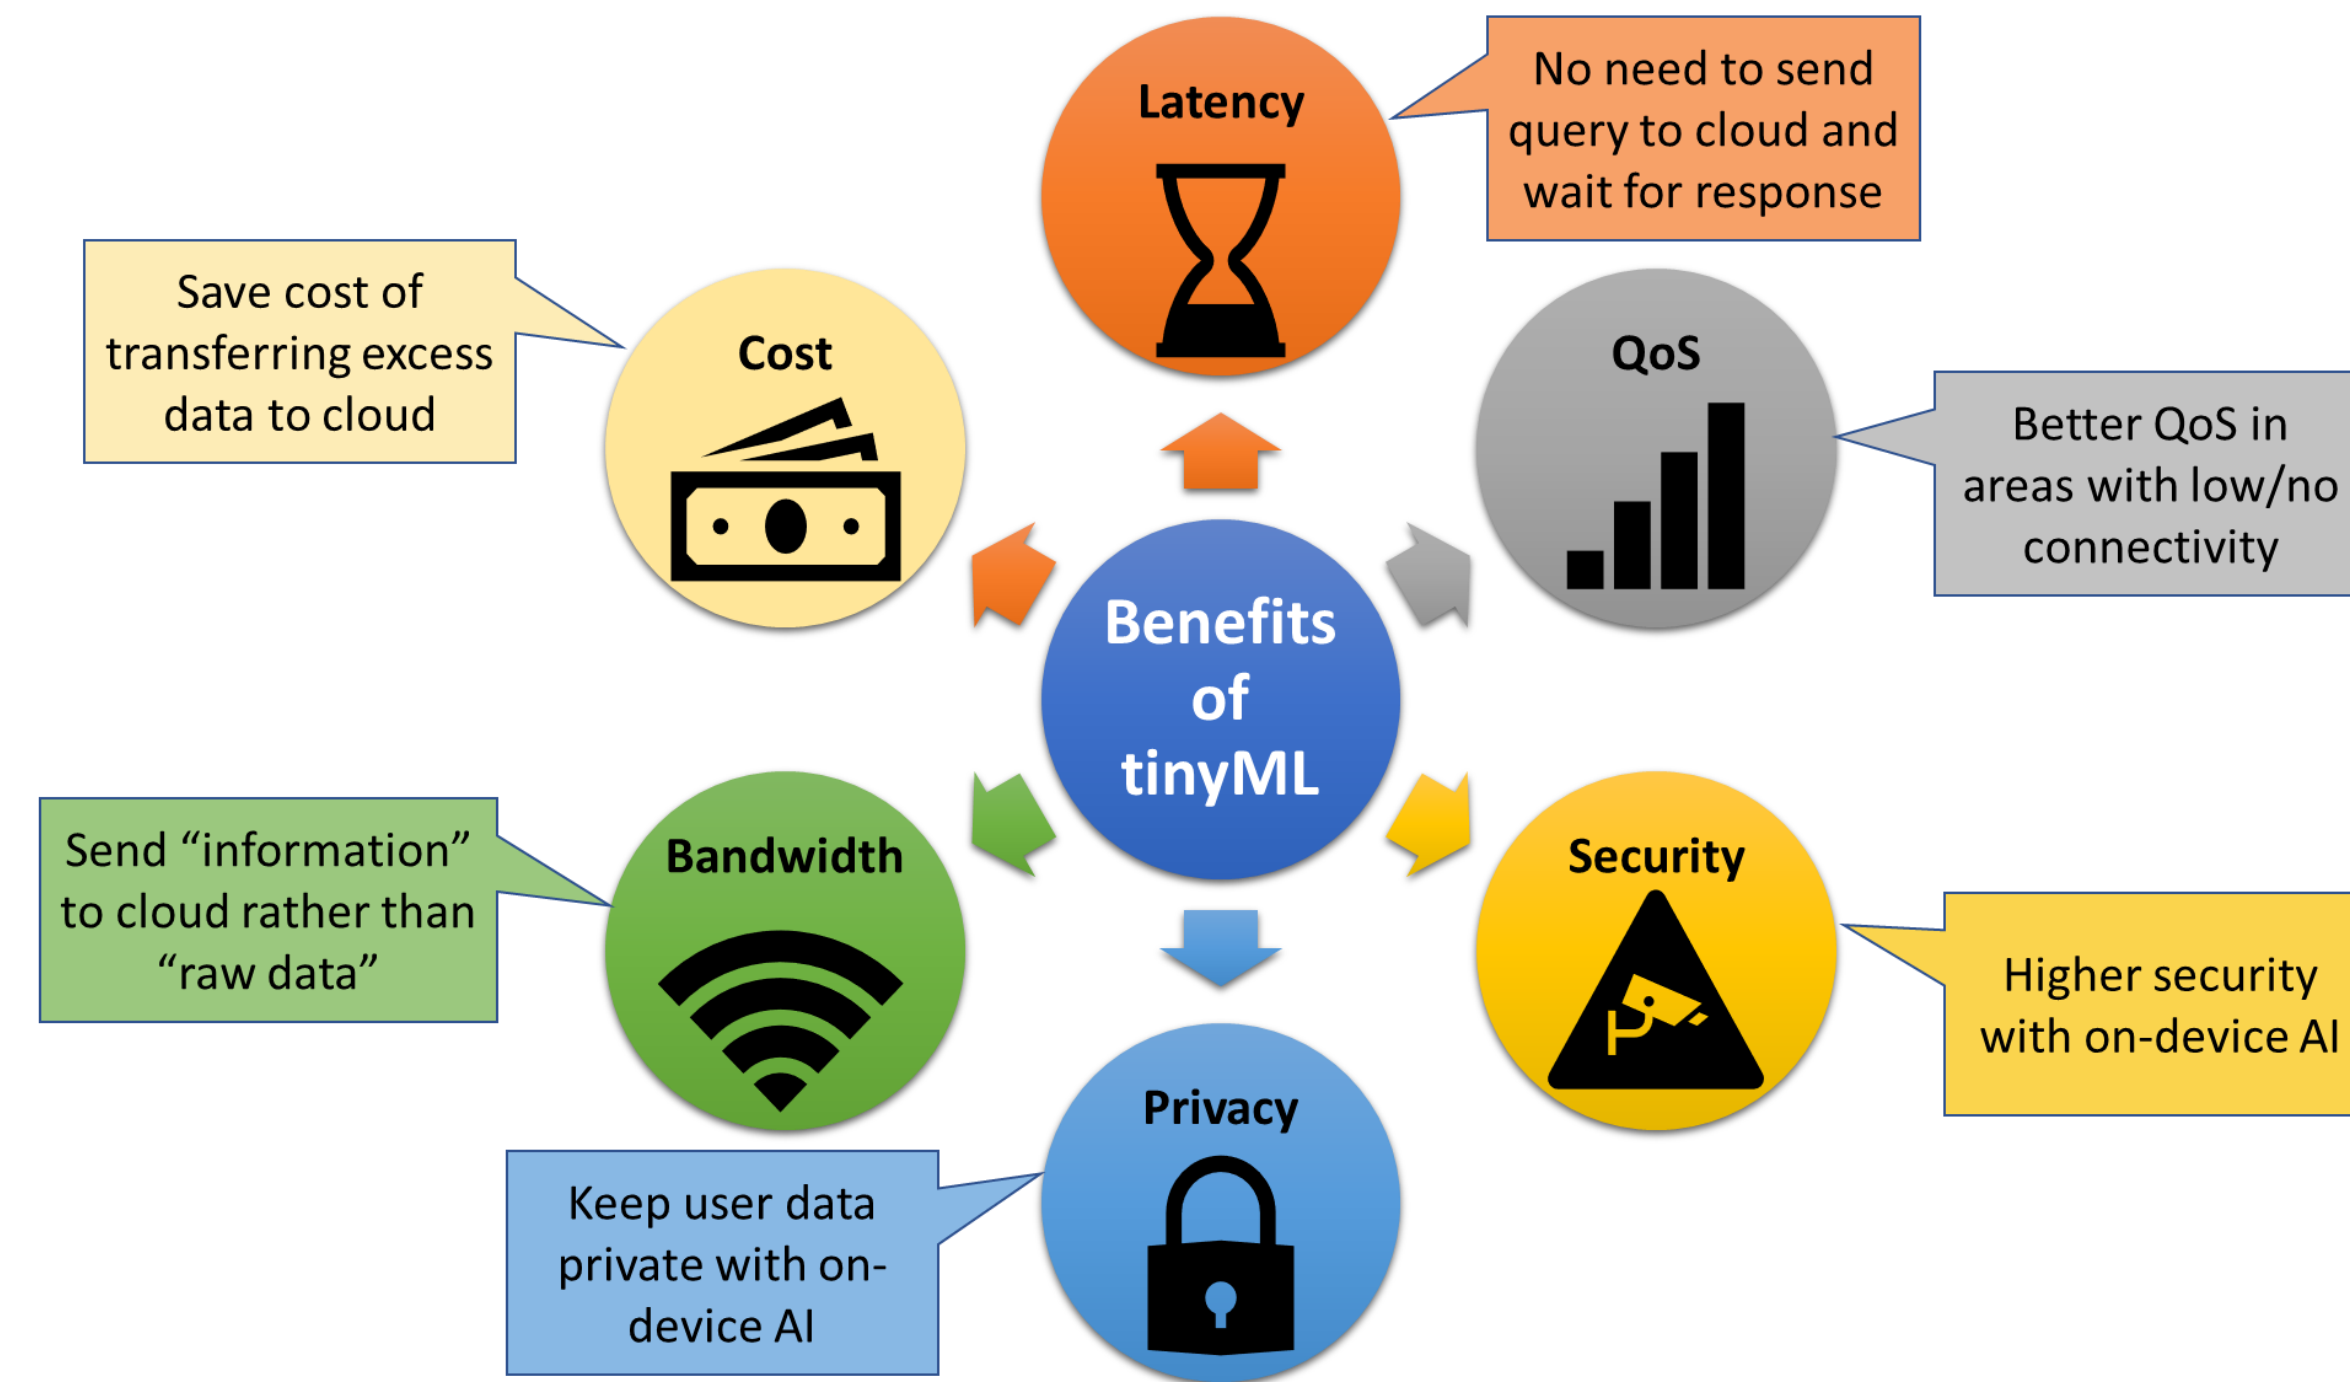 Latency
No need to send
query to cloud and
wait for response
Save cost of
transferring excess
data to cloud
Cost
QoS
Better QoS in
areas with low/no
connectivity
Benefits
of
tinyML
Send “information”
to cloud rather than
“raw data”
Bandwidth
Security
Higher security
with on-device AI
Privacy
Keep user data
private with on-
device AI